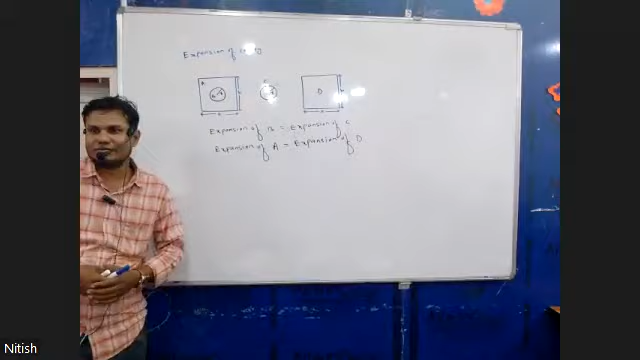 Expansion of
A
D
Expansion of B = Expansion of C
Expansion of A = Expansion of D
Nitish